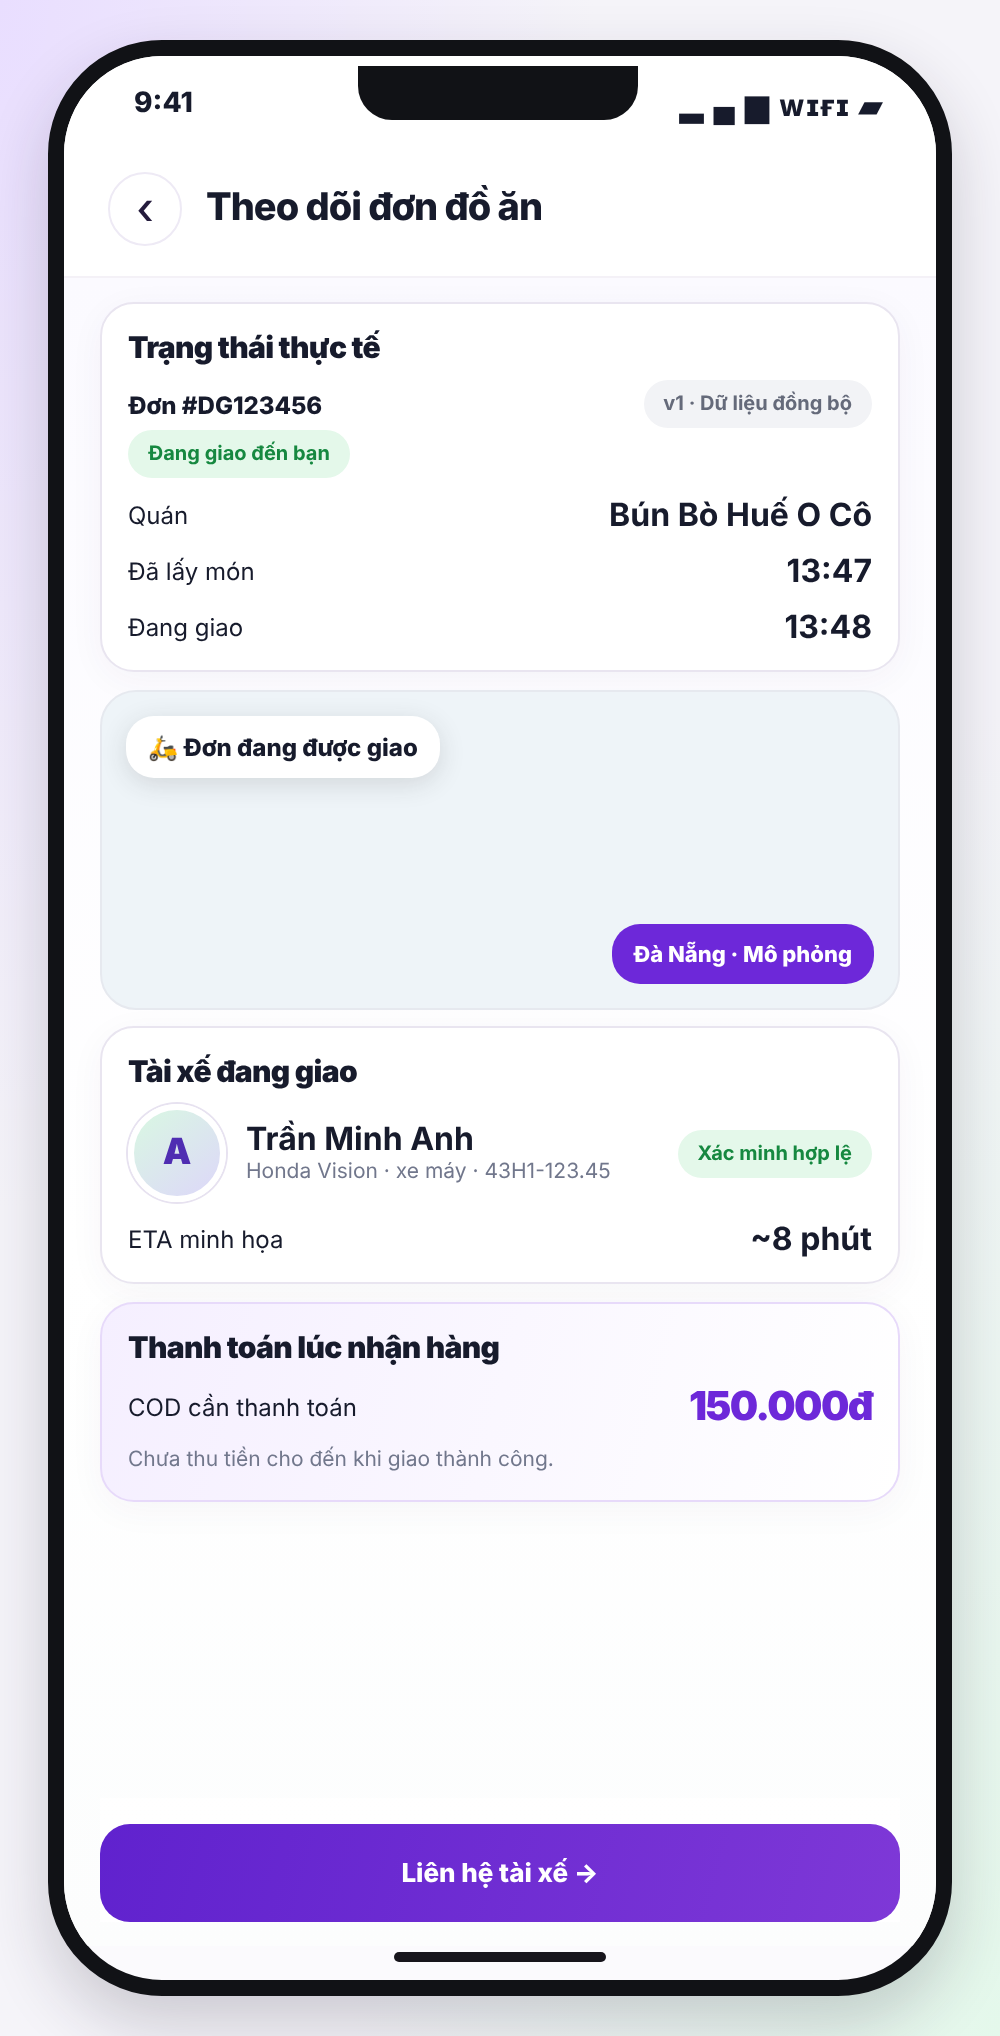 9:41
WIFI
Theo dõi đơn đồ ăn
Trạng thái thực tế
Đơn #DG123456
v1 · Dữ liệu đồng bộ
Đang giao đến bạn
Quán
Bún Bò Huế O Cô
Đã lấy món
13:47
Đang giao
13:48
🛵 Đơn đang được giao
Đà Nẵng · Mô phỏng
Tài xế đang giao
A
Trần Minh Anh
Honda Vision · xe máy · 43H1-123.45
Xác minh hợp lệ
ETA minh họa
~8 phút
Thanh toán lúc nhận hàng
COD cần thanh toán
150.000đ
Chưa thu tiền cho đến khi giao thành công.
Liên hệ tài xế →